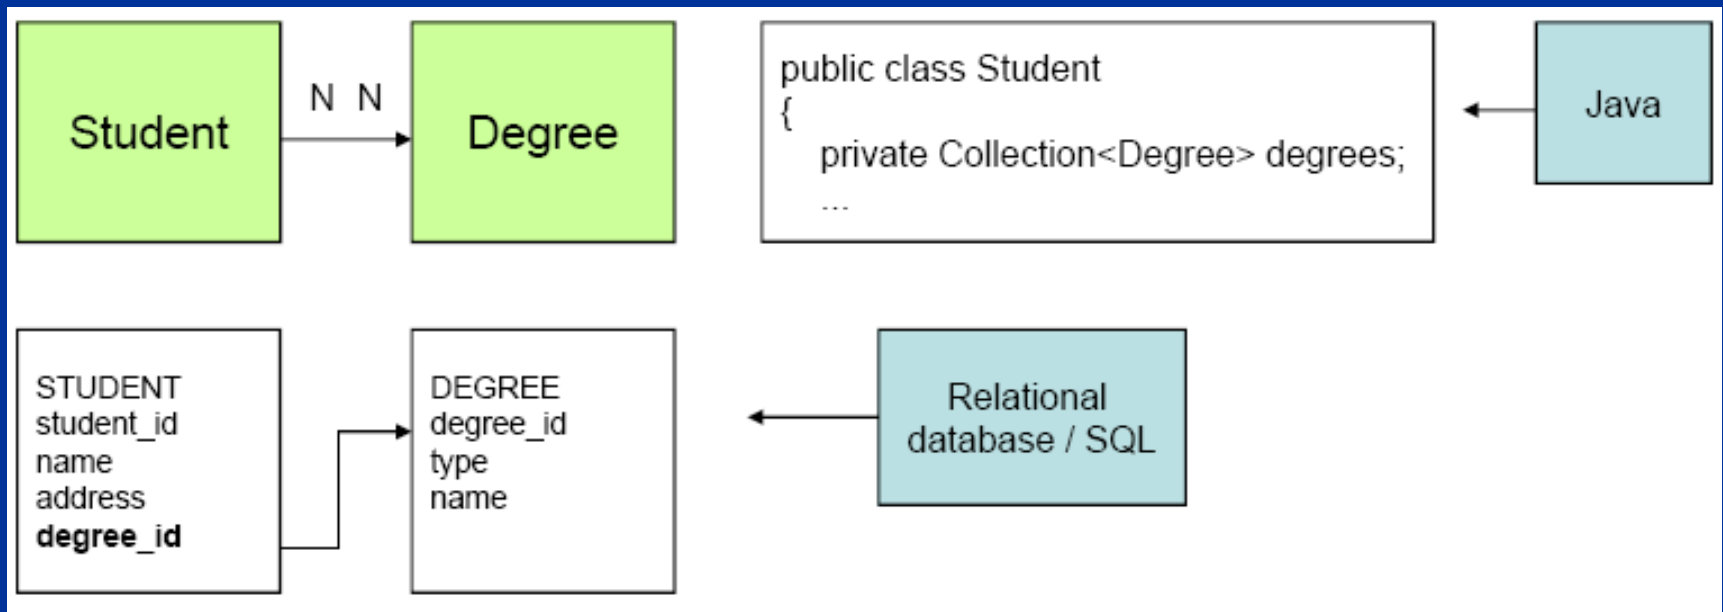 Student
N N
Degree
public class Student
{
private Collection<Degree> degrees;
...
Java
STUDENT
student_id
name
address
degree_id
DEGREE
degree_id
type
name
Relational
database / SQL